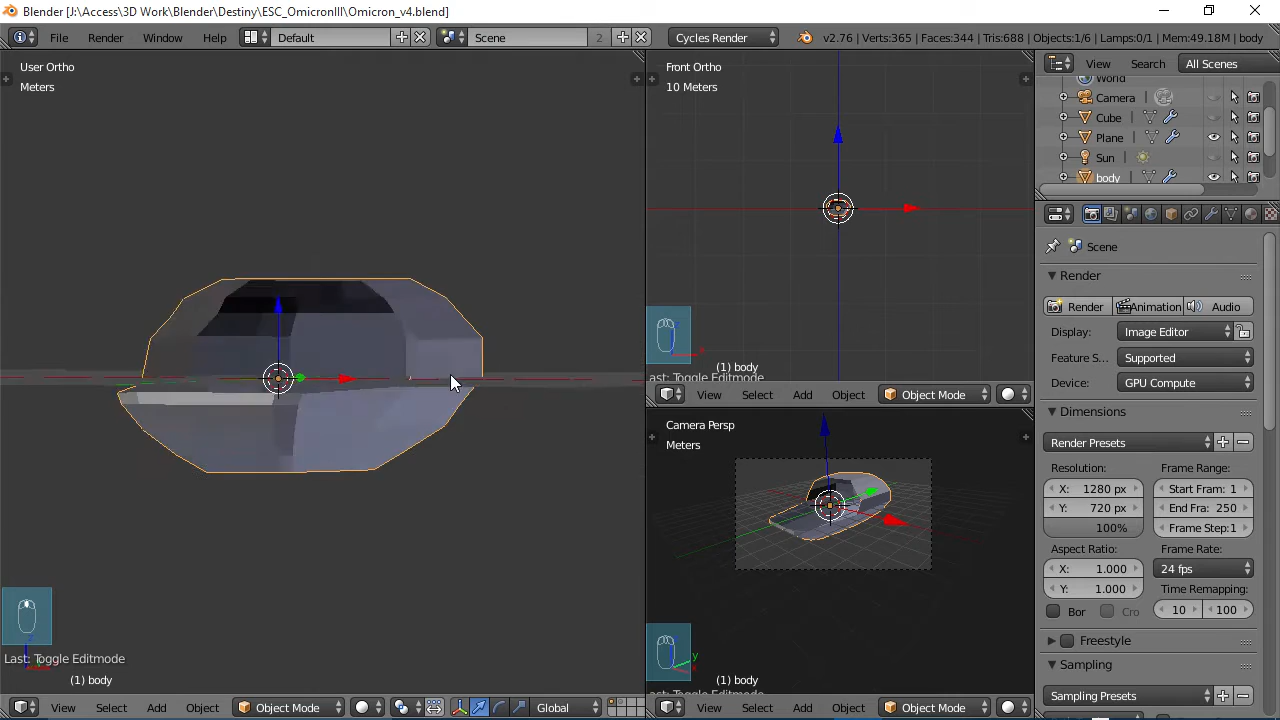 Blender [J:\Access\3D Work\Blender\Destiny\ESC_OmicronIII\Omicron_v4.blend]
File Render Window Help Default Scene 2 Cycles Render v2.76 | Verts:365 | Faces:344 | Tris:688 | Objects:1/6 | Lamps:0/1 | Mem:49.18M | body
User Ortho
Meters
(1) body
Last: Toggle Editmode
View Select Add Object Object Mode Global
Front Ortho
10 Meters
(1) body
ast: Toggle Editmode
View Select Add Object Object Mode
Camera Persp
Meters
(1) body
ast: Toggle Editmode
View Select Add Object Object Mode
View Search All Scenes
World
Camera
Cube
Plane
Sun
body
Scene
Render
Render Animation Audio
Display: Image Editor
Feature S... Supported
Device: GPU Compute
Dimensions
Render Presets
Resolution: Frame Range:
X: 1280 px Start Fram: 1
Y: 720 px End Fra: 250
100% Frame Step:1
Aspect Ratio: Frame Rate:
X: 1.000 24 fps
Y: 1.000 Time Remapping:
Bor Cro 10 100
Freestyle
Sampling
Sampling Presets